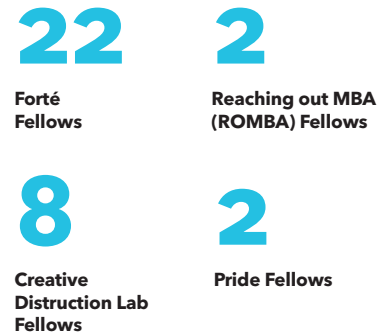 22
Forté
Fellows
2
Reaching out MBA
(ROMBA) Fellows
8
Creative
Distruction Lab
Fellows
2
Pride Fellows